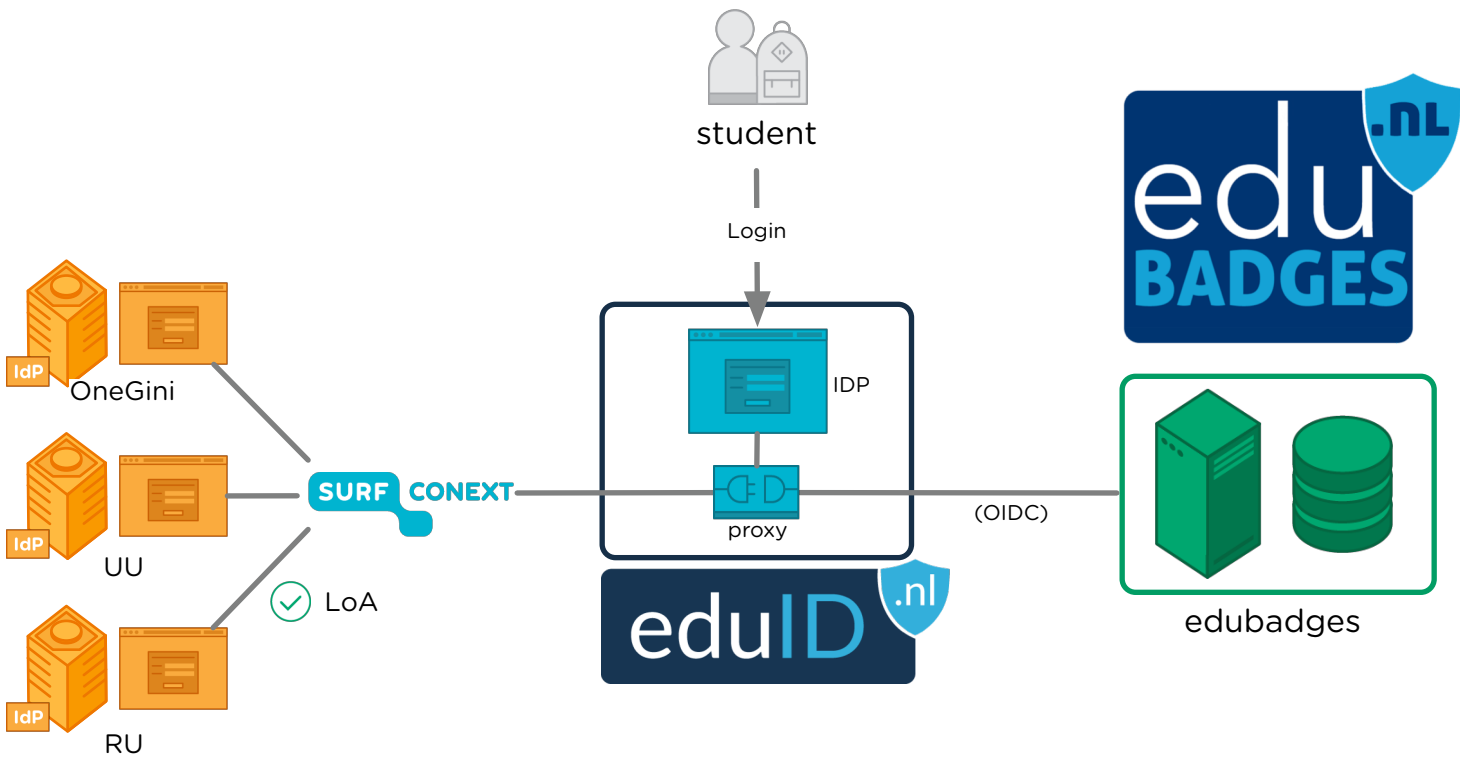 student
Login
.nL
edu
BADGES
IdP
OneGini
IDP
SURF CONEXT
proxy
(OIDC)
IdP
UU
LoA
.nl
eduID
edubadges
IdP
RU